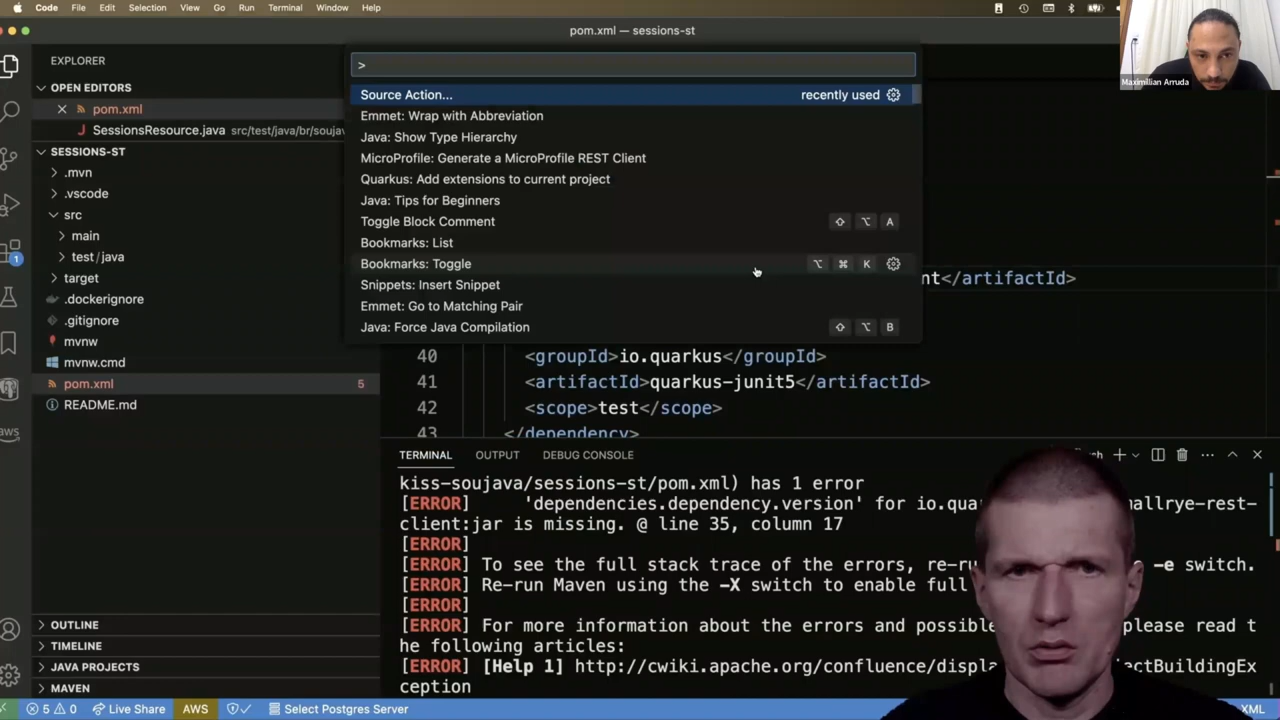 Code File Edit Selection View Go Run Terminal Window Help
pom.xml — sessions-st
Maximillian Arruda
EXPLORER
OPEN EDITORS
pom.xml
SessionsResource.java src/test/java/br/soujav
SESSIONS-ST
.mvn
.vscode
src
main
test/java
target
.dockerignore
.gitignore
mvnw
mvnw.cmd
pom.xml 5
README.md
OUTLINE
TIMELINE
JAVA PROJECTS
MAVEN
1
aws
>
Source Action... recently used
Emmet: Wrap with Abbreviation
Java: Show Type Hierarchy
MicroProfile: Generate a MicroProfile REST Client
Quarkus: Add extensions to current project
Java: Tips for Beginners
Toggle Block Comment ⇧ ⌥ A
Bookmarks: List
Bookmarks: Toggle ⌥ ⌘ K
Snippets: Insert Snippet
Emmet: Go to Matching Pair
Java: Force Java Compilation ⇧ ⌥ B
nt</artifactId>
40 <groupId>io.quarkus</groupId>
41 <artifactId>quarkus-junit5</artifactId>
42 <scope>test</scope>
43 </dependency>
TERMINAL OUTPUT DEBUG CONSOLE
kiss-soujava/sessions-st/pom.xml) has 1 error
[ERROR] 'dependencies.dependency.version' for io.qua allrye-rest-
client:jar is missing. @ line 35, column 17
[ERROR]
[ERROR] To see the full stack trace of the errors, re-ru -e switch.
[ERROR] Re-run Maven using the -X switch to enable full
[ERROR]
[ERROR] For more information about the errors and possible please read t
he following articles:
[ERROR] [Help 1] http://cwiki.apache.org/confluence/displa jectBuildingEx
ception
5 0 Live Share AWS Select Postgres Server XML